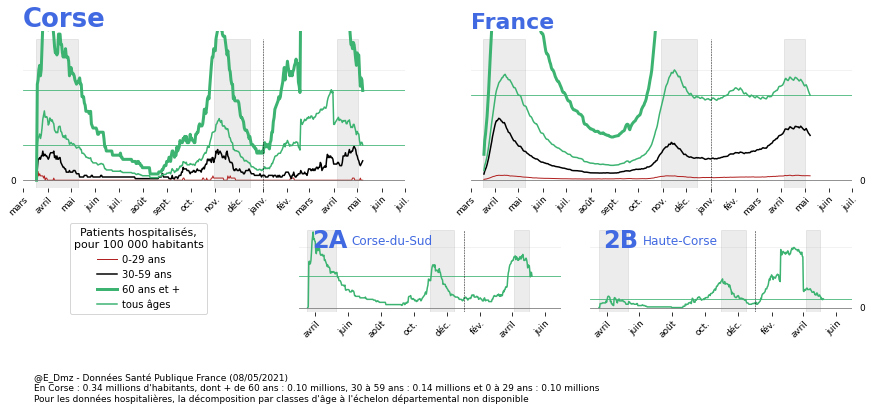 Corse
France
0
mars avril mai juin juil. août sept. oct. nov. déc. janv. fév. mars avril mai juin juil.
mars avril mai juin juil. août sept. oct. nov. déc. janv. fév. mars avril mai juin juil.
0
Patients hospitalisés,
pour 100 000 habitants
0-29 ans
30-59 ans
60 ans et +
tous âges
2A Corse-du-Sud
avril juin août oct. déc. fév. avril juin
2B Haute-Corse
avril juin août oct. déc. fév. avril juin
0
@E_Dmz - Données Santé Publique France (08/05/2021)
En Corse : 0.34 millions d'habitants, dont + de 60 ans : 0.10 millions, 30 à 59 ans : 0.14 millions et 0 à 29 ans : 0.10 millions
Pour les données hospitalières, la décomposition par classes d'âge à l'échelon départemental non disponible